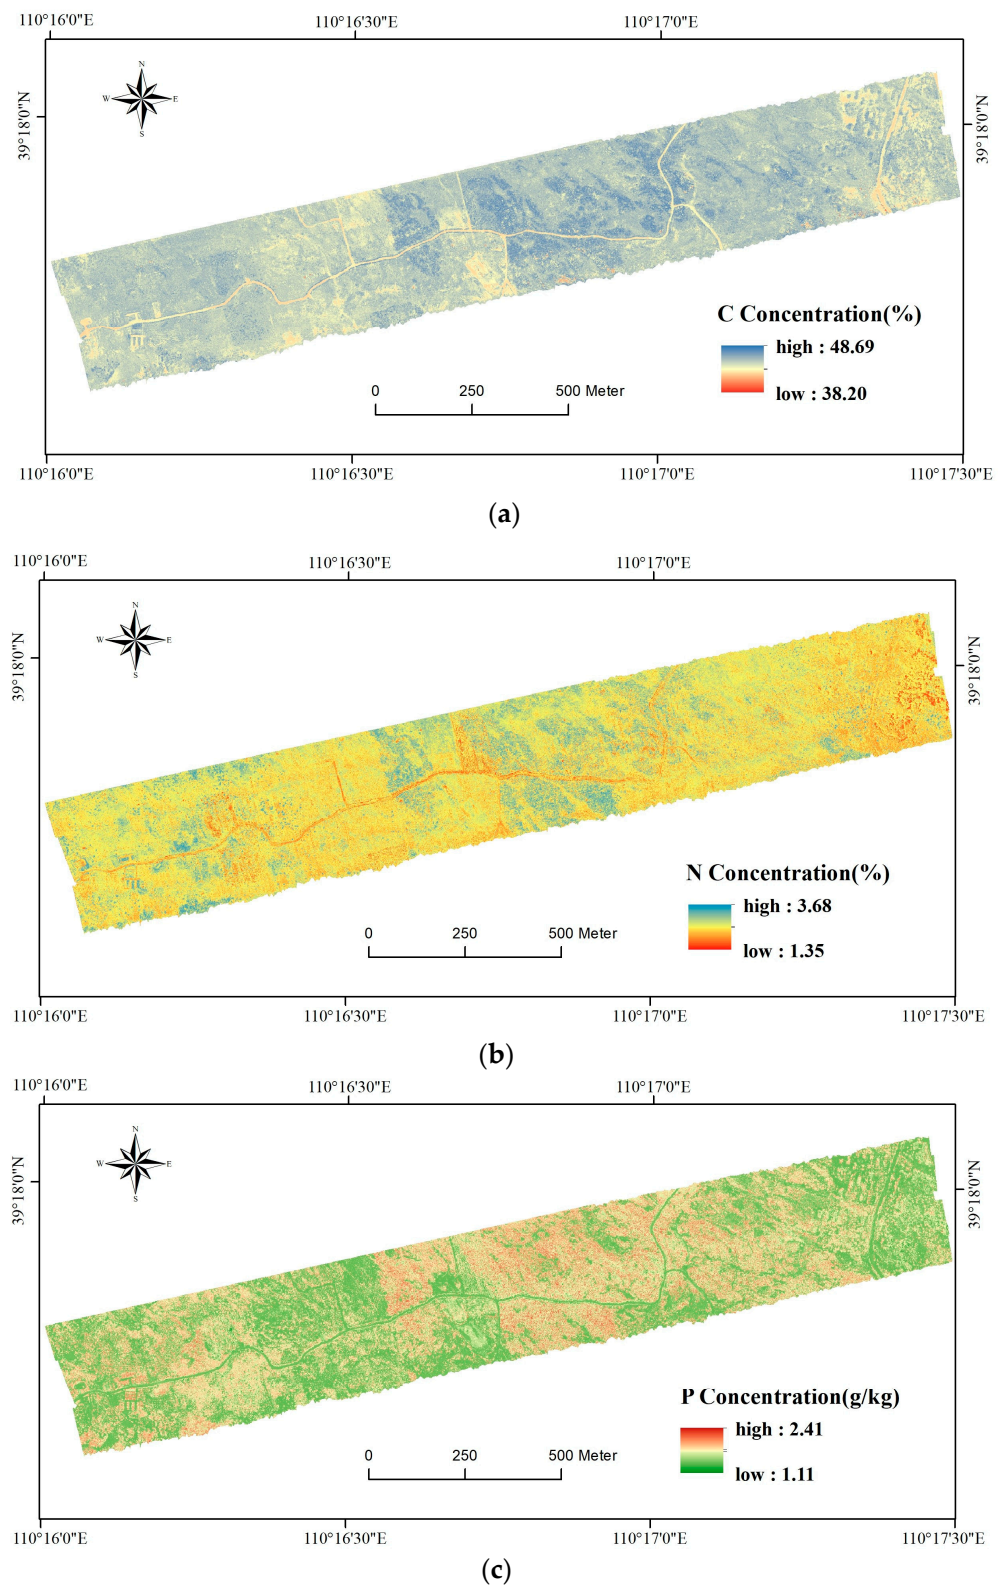 110°16'0"E 110°16'30"E 110°17'0"E
39°18'0"N
39°18'0"N
N
W E
S
C Concentration(%)
high : 48.69
low : 38.20
0 250 500 Meter
110°16'0"E 110°16'30"E 110°17'0"E 110°17'30"E
(a)
110°16'0"E 110°16'30"E 110°17'0"E
39°18'0"N
39°18'0"N
N
W E
S
N Concentration(%)
high : 3.68
low : 1.35
0 250 500 Meter
110°16'0"E 110°16'30"E 110°17'0"E 110°17'30"E
(b)
110°16'0"E 110°16'30"E 110°17'0"E
39°18'0"N
39°18'0"N
N
W E
S
P Concentration(g/kg)
high : 2.41
low : 1.11
0 250 500 Meter
110°16'0"E 110°16'30"E 110°17'0"E 110°17'30"E
(c)